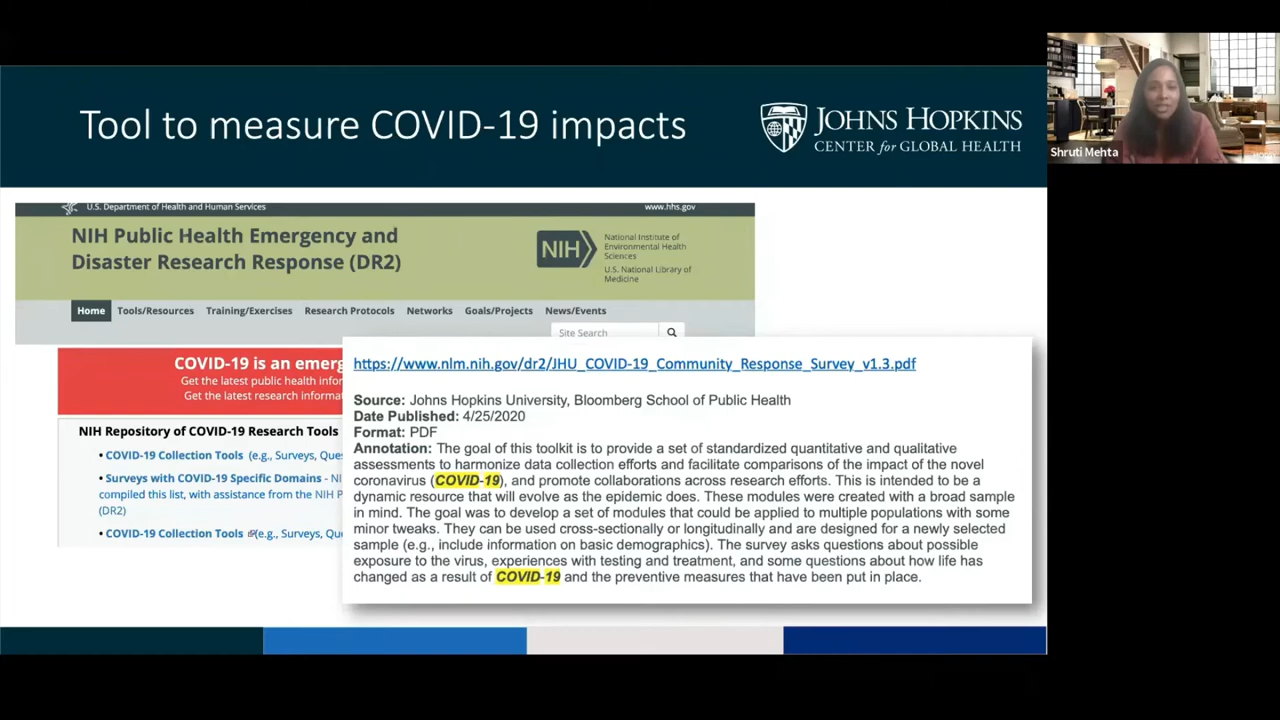 Tool to measure COVID-19 impacts
JOHNS HOPKINS
CENTER for GLOBAL HEALTH
Shruti Mehta
U.S. Department of Health and Human Services
www.hhs.gov
NIH Public Health Emergency and
Disaster Research Response (DR2)
NIH
National Institute of
Environmental Health
Sciences
U.S. National Library of
Medicine
Home Tools/Resources Training/Exercises Research Protocols Networks Goals/Projects News/Events
Site Search
COVID-19 is an emerg
Get the latest public health infor
Get the latest research informa
NIH Repository of COVID-19 Research Tools
• COVID-19 Collection Tools (e.g., Surveys, Ques
• Surveys with COVID-19 Specific Domains - NI
compiled this list, with assistance from the NIH P
(DR2)
• COVID-19 Collection Tools (e.g., Surveys, Ques
https://www.nlm.nih.gov/dr2/JHU_COVID-19_Community_Response_Survey_v1.3.pdf
Source: Johns Hopkins University, Bloomberg School of Public Health
Date Published: 4/25/2020
Format: PDF
Annotation: The goal of this toolkit is to provide a set of standardized quantitative and qualitative
assessments to harmonize data collection efforts and facilitate comparisons of the impact of the novel
coronavirus (COVID-19), and promote collaborations across research efforts. This is intended to be a
dynamic resource that will evolve as the epidemic does. These modules were created with a broad sample
in mind. The goal was to develop a set of modules that could be applied to multiple populations with some
minor tweaks. They can be used cross-sectionally or longitudinally and are designed for a newly selected
sample (e.g., include information on basic demographics). The survey asks questions about possible
exposure to the virus, experiences with testing and treatment, and some questions about how life has
changed as a result of COVID-19 and the preventive measures that have been put in place.